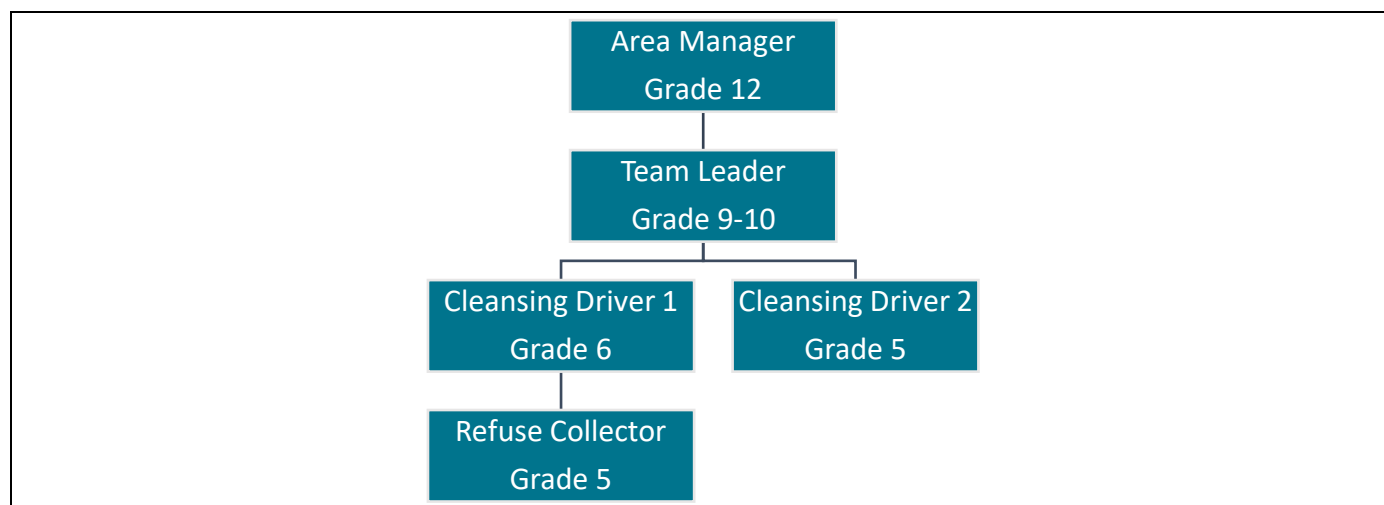 Area Manager
Grade 12
Team Leader
Grade 9-10
Cleansing Driver 1
Grade 6
Cleansing Driver 2
Grade 5
Refuse Collector
Grade 5